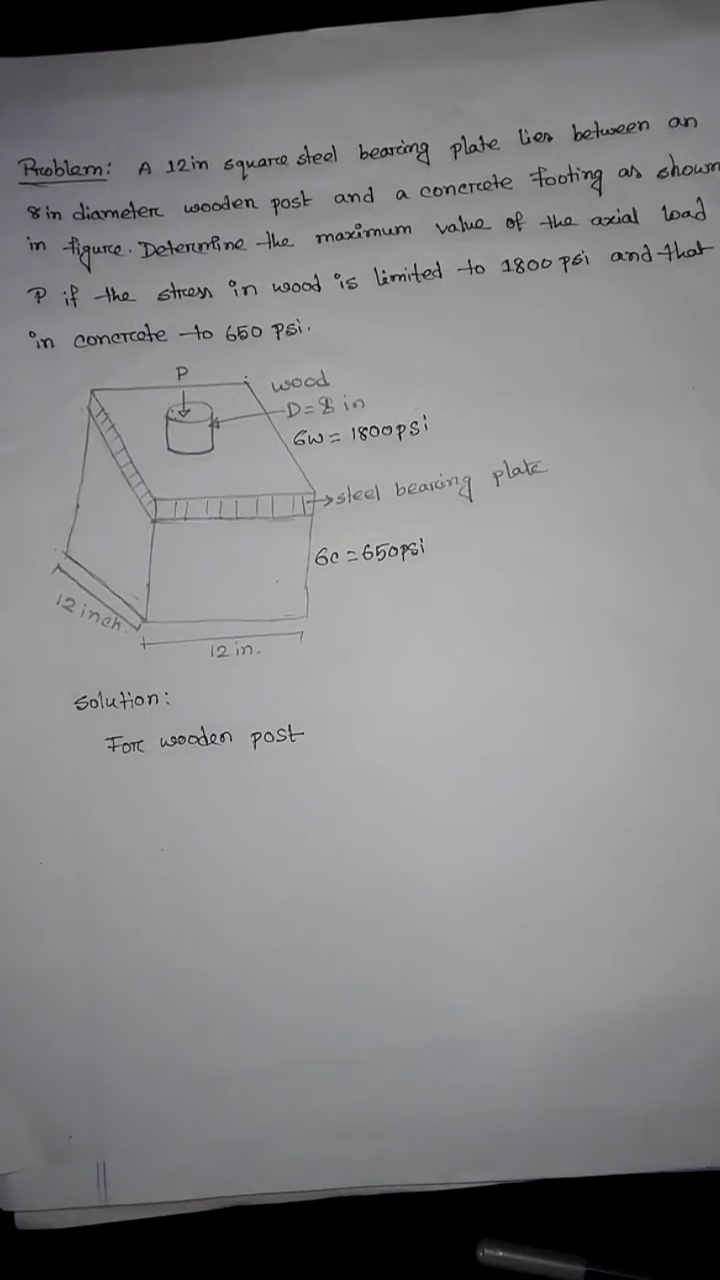 Problem: A 12in square steel bearing plate lies between an
8in diameter wooden post and a concrete footing as shown
in figure. Determine the maximum value of the axial load
P if the stress in wood is limited to 1800 psi and that
in concrete to 650 psi.
P
wood
D=8 in
σw = 1800psi
steel bearing plate
σc = 650psi
12 inch.
12 in.
Solution:
For wooden post